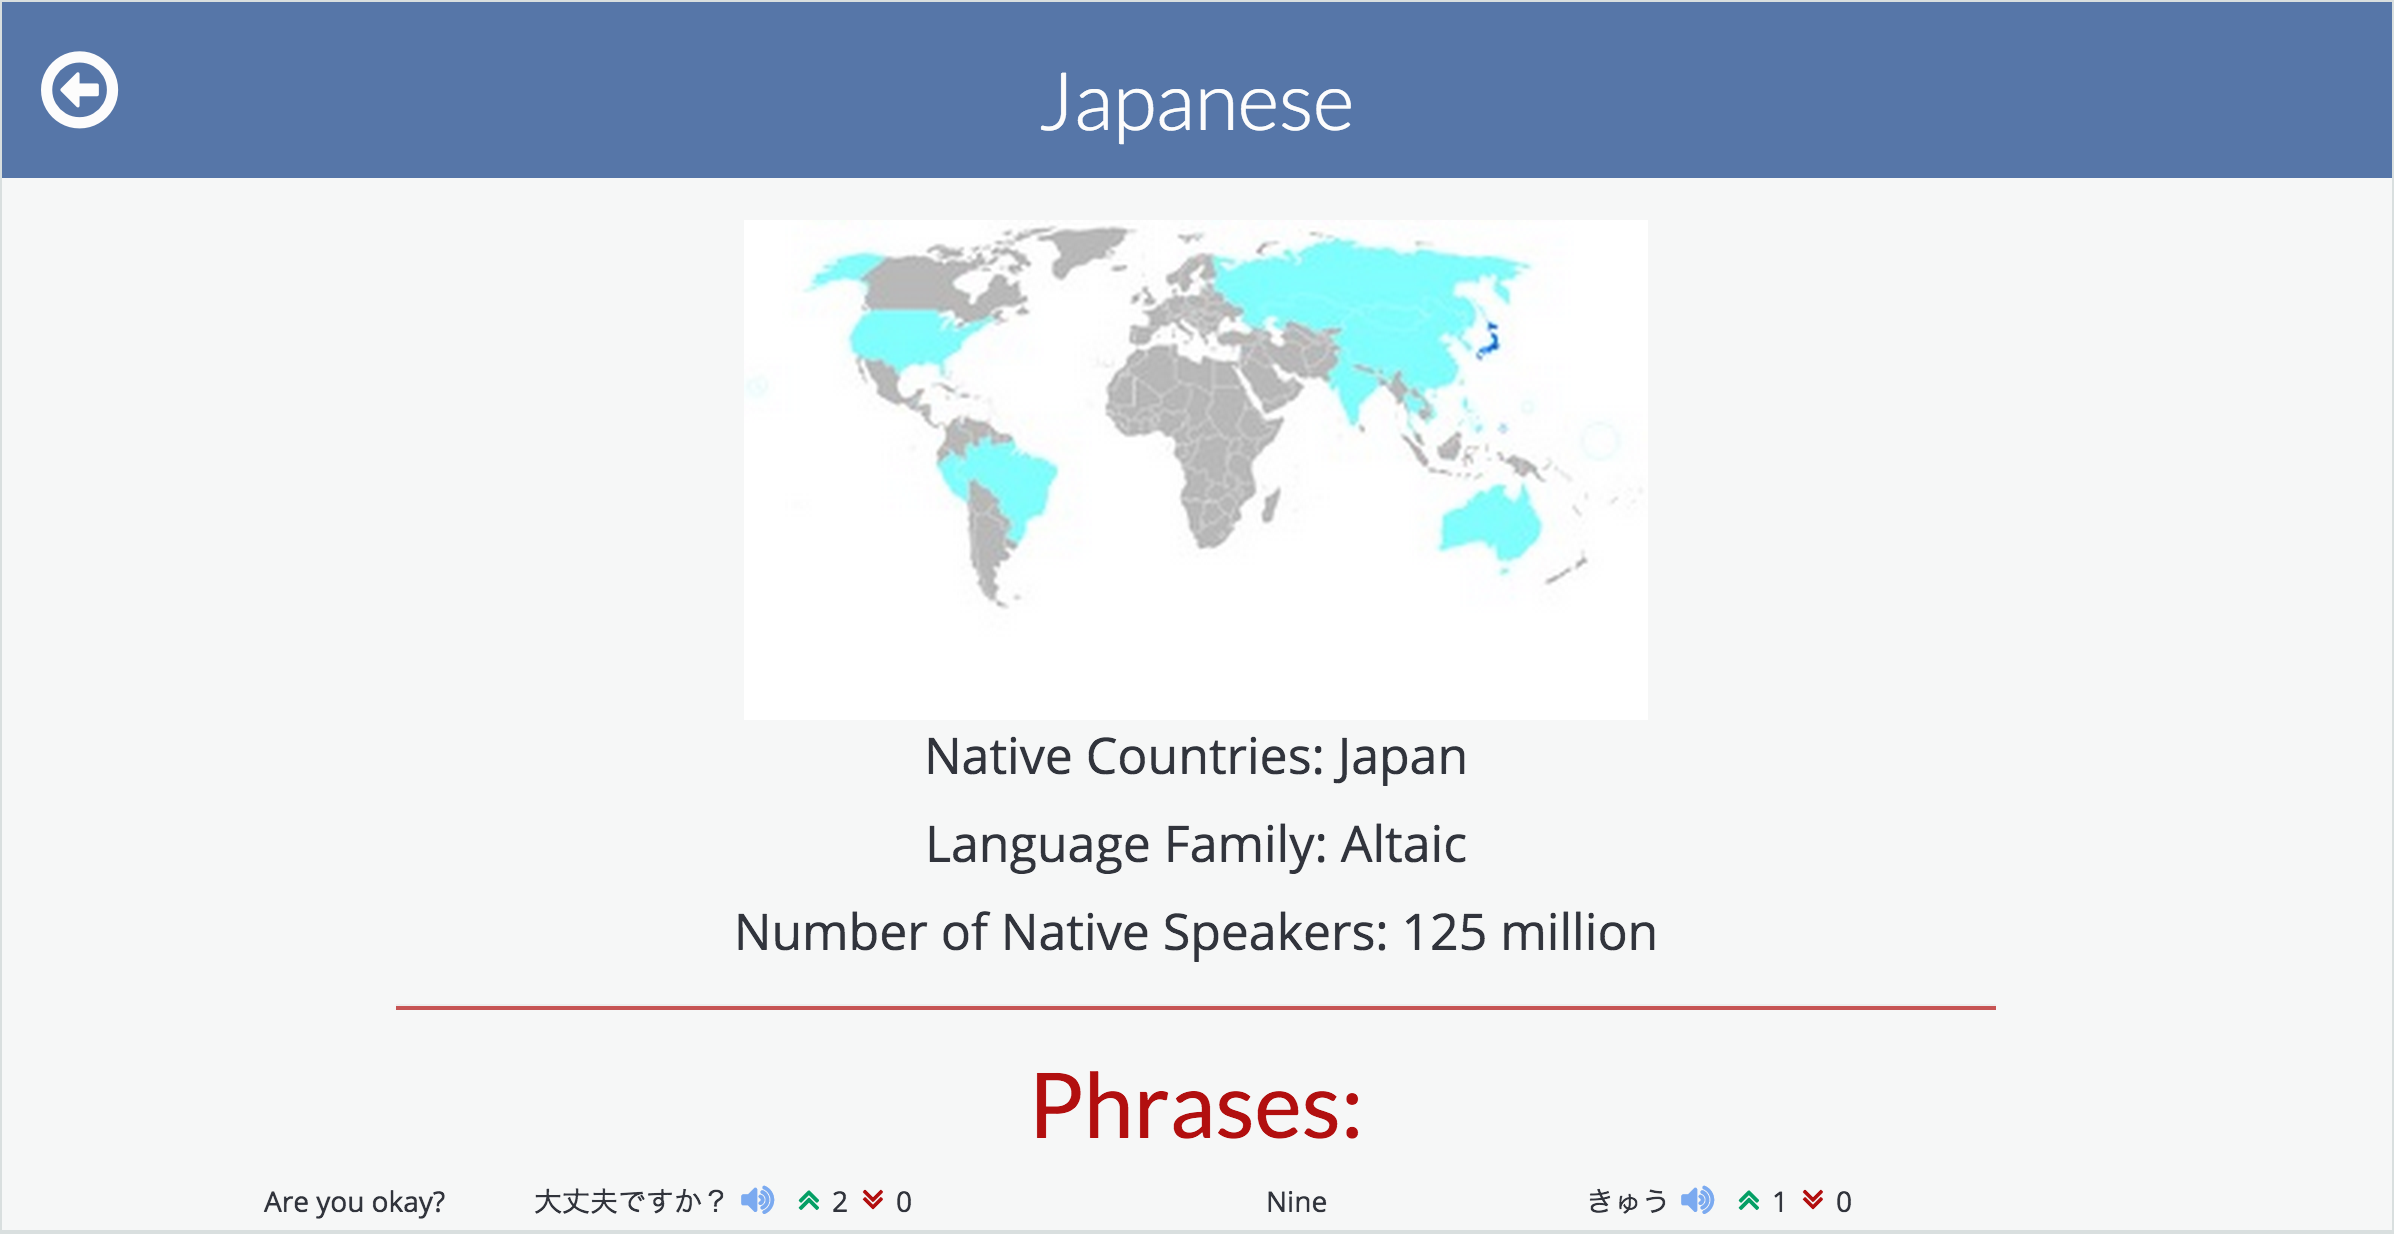 Japanese
Native Countries: Japan
Language Family: Altaic
Number of Native Speakers: 125 million
Phrases:
Are you okay? 大丈夫ですか？ 2 0 Nine きゅう 1 0